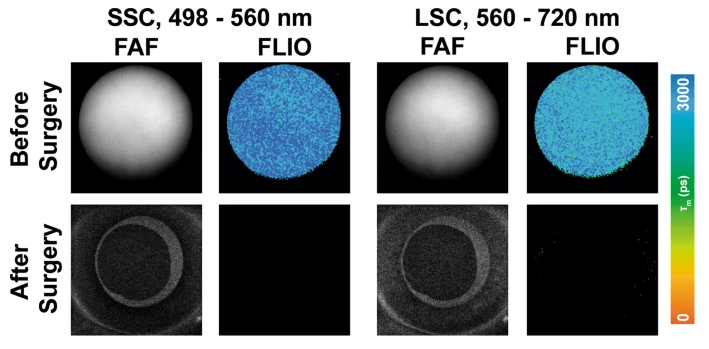 SSC, 498 - 560 nm
LSC, 560 - 720 nm
FAF
FLIO
FAF
FLIO
Before
Surgery
After
Surgery
3000
τm (ps)
0